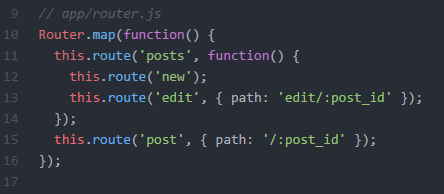 9 // app/router.js
10 Router.map(function() {
11   this.route('posts', function() {
12     this.route('new');
13     this.route('edit', { path: 'edit/:post_id' });
14   });
15   this.route('post', { path: '/:post_id' });
16 });
17